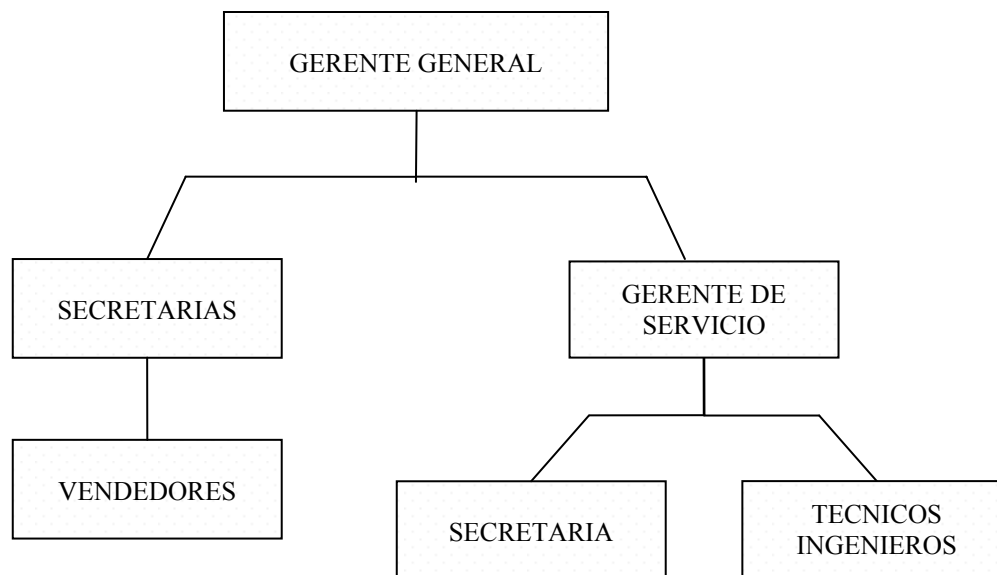 GERENTE GENERAL
SECRETARIAS
GERENTE DE
SERVICIO
VENDEDORES
SECRETARIA
TECNICOS
INGENIEROS